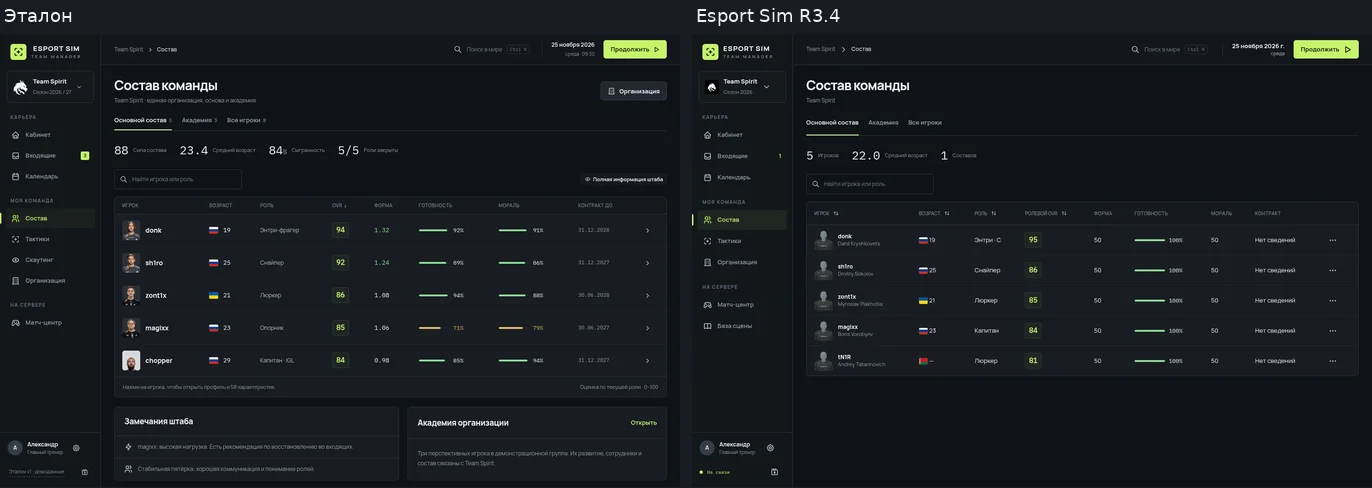 Эталон
ESPORT SIM
TEAM MANAGER
Team Spirit
Сезон 2026 / 27
КАРЬЕРА
Кабинет
Входящие 3
Календарь
МОЯ КОМАНДА
Состав
Тактики
Скаутинг
Организация
НА СЕРВЕРЕ
Матч-центр
А Александр
Главный тренер
Эталон v1 · демоданные
Team Spirit > Состав
Поиск в мире Ctrl K
25 ноября 2026
среда 09:30
Продолжить
Состав команды
Team Spirit · единая организация, основа и академия
Организация
Основной состав 5 Академия 3 Все игроки 8
88 Сила состава 23.4 Средний возраст 84% Сыгранность 5/5 Роли закрыты
Найти игрока или роль
Полная информация штаба
ИГРОК ВОЗРАСТ РОЛЬ OVR ↓ ФОРМА ГОТОВНОСТЬ МОРАЛЬ КОНТРАКТ ДО
donk 19 Энтри-фрагер 94 1.32 92% 91% 31.12.2028
sh1ro 25 Снайпер 92 1.24 89% 86% 31.12.2027
zont1x 21 Люркер 86 1.08 94% 88% 30.06.2028
magixx 23 Опорник 85 1.06 71% 79% 30.06.2027
chopper 29 Капитан · IGL 84 0.98 85% 94% 31.12.2027
Нажми на игрока, чтобы открыть профиль и 58 характеристик.
Оценка по текущей роли · 0–100
Замечания штаба
magixx: высокая нагрузка. Есть рекомендация по восстановлению во входящих.
Стабильная пятёрка: хорошая коммуникация и понимание ролей.
Академия организации Открыть
Три перспективных игрока в демонстрационной группе. Их развитие, сотрудники и
состав связаны с Team Spirit.
Esport Sim R3.4
ESPORT SIM
TEAM MANAGER
Team Spirit
Сезон 2026
КАРЬЕРА
Кабинет
Входящие 1
Календарь
МОЯ КОМАНДА
Состав
Тактики
Организация
НА СЕРВЕРЕ
Матч-центр
База сцены
А Александр
Главный тренер
На связи
Team Spirit > Состав
Поиск в мире Ctrl K
25 ноября 2026 г.
среда
Продолжить
Состав команды
Team Spirit
Основной состав Академия Все игроки
5 Игроков 22.0 Средний возраст 1 Составов
Найти игрока или роль
ИГРОК ВОЗРАСТ РОЛЬ РОЛЕВОЙ OVR ФОРМА ГОТОВНОСТЬ МОРАЛЬ КОНТРАКТ
donk 19 Энтри · С 95 50 100% 50 Нет сведений ...
Danil Kryshkovets
sh1ro 25 Снайпер 86 50 100% 50 Нет сведений ...
Dmitry Sokolov
zont1x 21 Люркер 85 50 100% 50 Нет сведений ...
Myroslav Plakhotia
magixx 23 Капитан 84 50 100% 50 Нет сведений ...
Boris Vorobyev
tN1R — Люркер 81 50 100% 50 Нет сведений ...
Andrey Tatarinovich